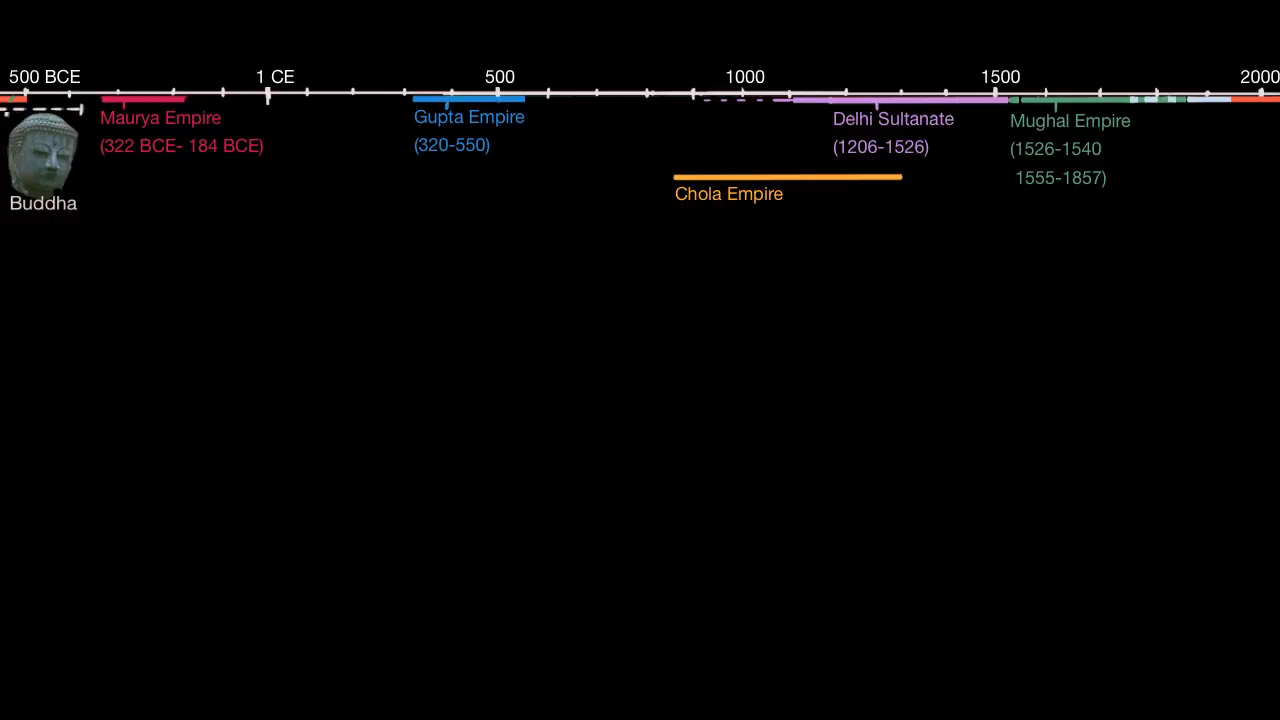 500 BCE
1 CE
500
1000
1500
2000
Maurya Empire
(322 BCE- 184 BCE)
Gupta Empire
(320-550)
Delhi Sultanate
(1206-1526)
Mughal Empire
(1526-1540
1555-1857)
Chola Empire
Buddha